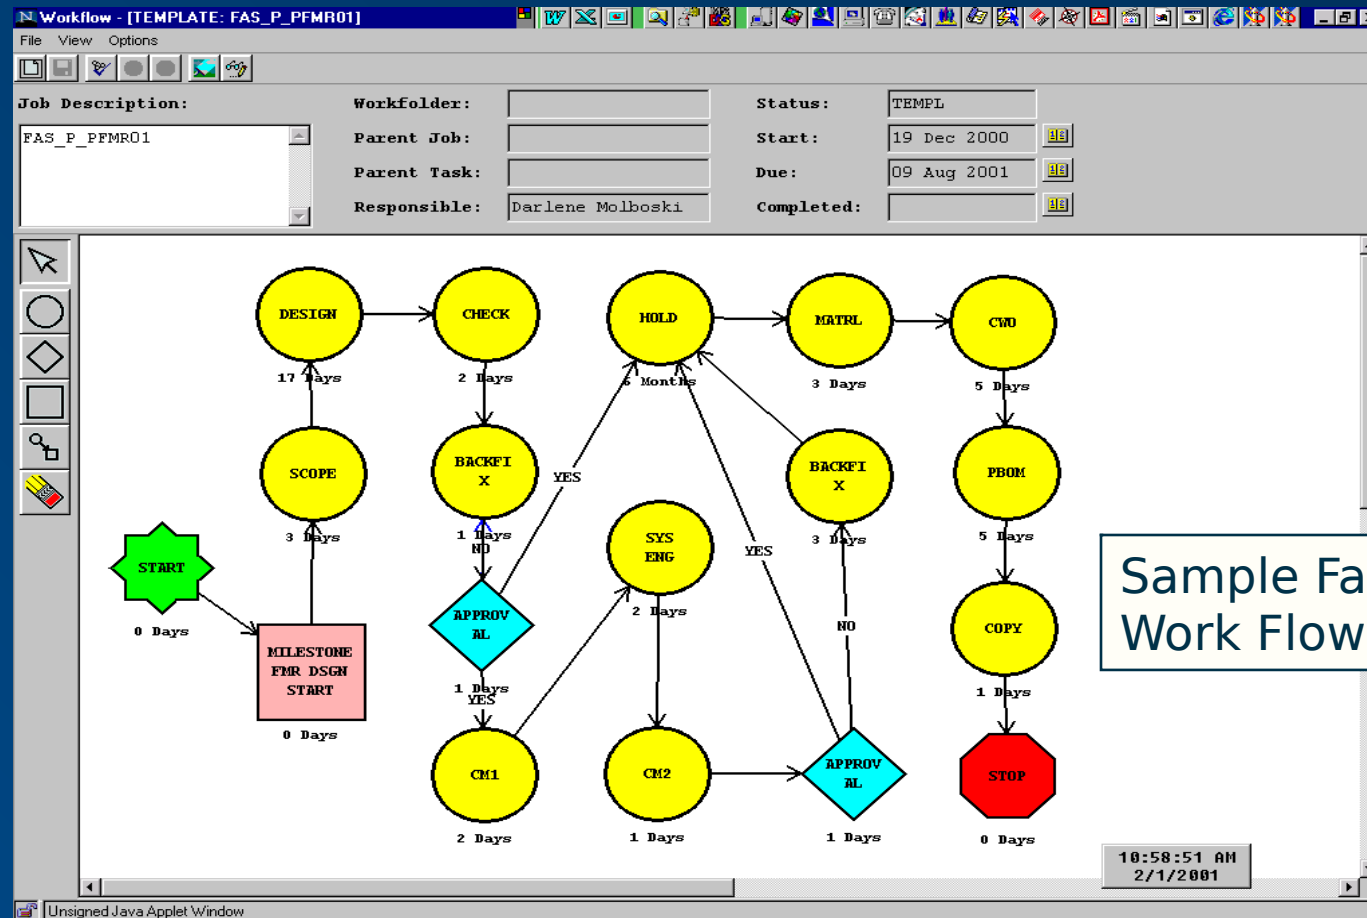 Workflow - [TEMPLATE: FAS_P_PFMR01]
File View Options
Job Description:
FAS_P_PFMR01
Workfolder:
Parent Job:
Parent Task:
Responsible: Darlene Molboski
Status: TEMPL
Start: 19 Dec 2000
Due: 09 Aug 2001
Completed:
DESIGN
17 Days
CHECK
2 Days
HOLD
6 Months
MATRL
3 Days
CWO
5 Days
SCOPE
3 Days
BACKFI
X
1 Days
NO
YES
SYS
ENG
2 Days
YES
BACKFI
X
3 Days
NO
PBOM
5 Days
START
0 Days
MILESTONE
FMR DSGN
START
0 Days
APPROV
AL
1 Days
YES
COPY
1 Days
CM1
2 Days
CM2
1 Days
APPROV
AL
1 Days
STOP
0 Days
Sample Fa
Work Flow
10:58:51 AM
2/1/2001
Unsigned Java Applet Window